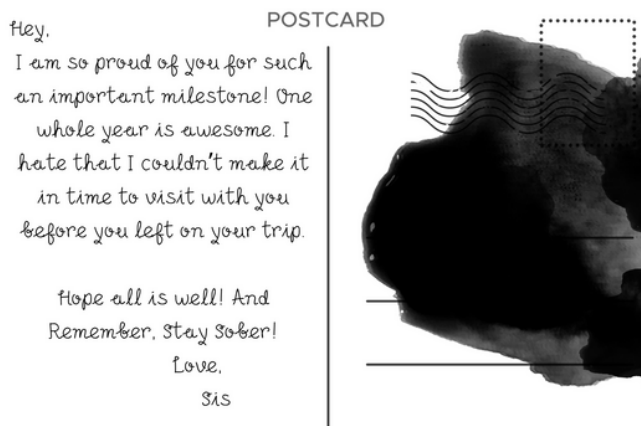 POSTCARD
Hey,
I am so proud of you for such
an important milestone! One
whole year is awesome. I
hate that I couldn't make it
in time to visit with you
before you left on your trip.
Hope all is well! And
Remember, Stay Sober!
Love,
Sis